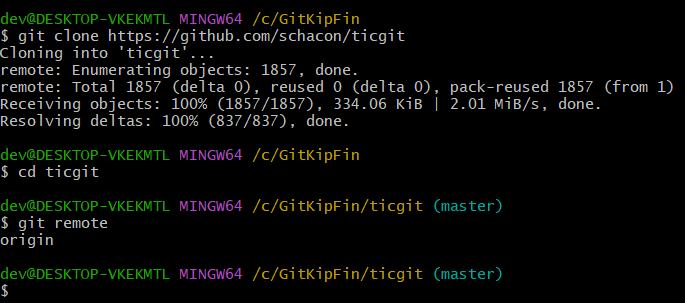 dev@DESKTOP-VKEKMTL MINGW64 /c/GitKipFin
$ git clone https://github.com/schacon/ticgit
Cloning into 'ticgit'...
remote: Enumerating objects: 1857, done.
remote: Total 1857 (delta 0), reused 0 (delta 0), pack-reused 1857 (from 1)
Receiving objects: 100% (1857/1857), 334.06 KiB | 2.01 MiB/s, done.
Resolving deltas: 100% (837/837), done.
dev@DESKTOP-VKEKMTL MINGW64 /c/GitKipFin
$ cd ticgit
dev@DESKTOP-VKEKMTL MINGW64 /c/GitKipFin/ticgit (master)
$ git remote
origin
dev@DESKTOP-VKEKMTL MINGW64 /c/GitKipFin/ticgit (master)
$